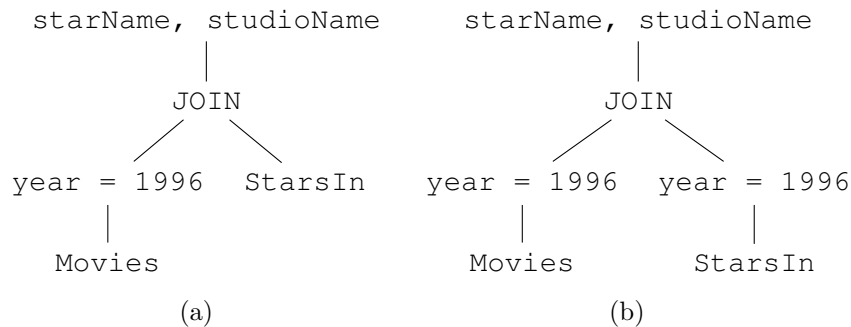 starName, studioName starName, studioName
JOIN JOIN
year = 1996 StarsIn year = 1996 year = 1996
Movies Movies StarsIn
(a) (b)